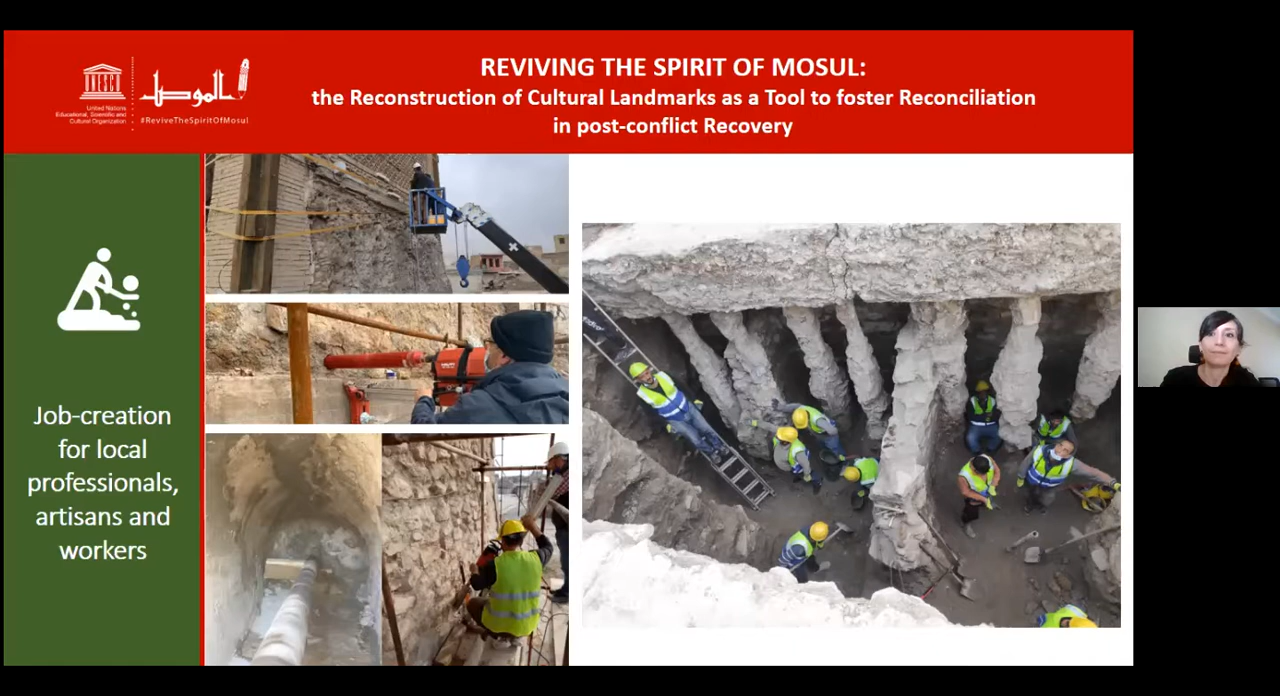 REVIVING THE SPIRIT OF MOSUL:
the Reconstruction of Cultural Landmarks as a Tool to foster Reconciliation
in post-conflict Recovery
UNESCO
United Nations
Educational, Scientific and
Cultural Organization
الموصل
#ReviveTheSpiritOfMosul
Job-creation
for local
professionals,
artisans and
workers